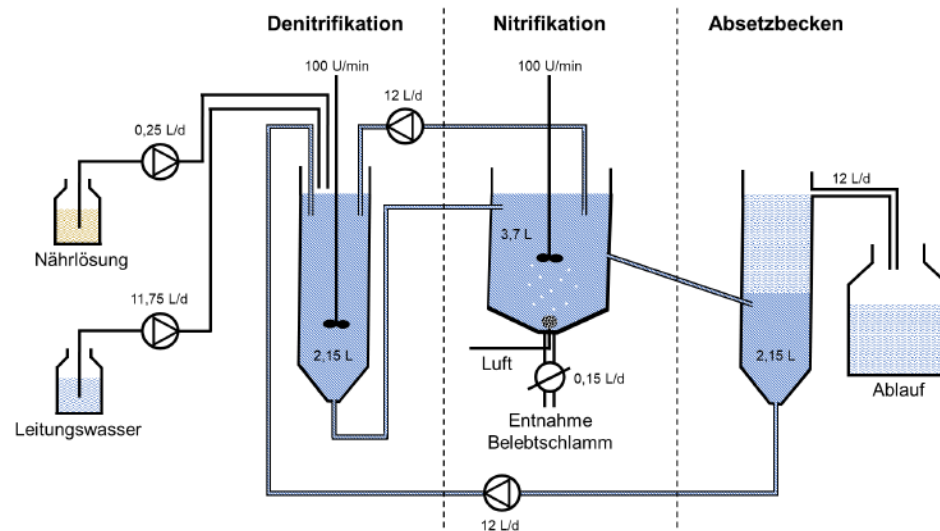 Denitrifikation
Nitrifikation
Absetzbecken
100 U/min
100 U/min
12 L/d
0,25 L/d
12 L/d
Nährlösung
3,7 L
11,75 L/d
2,15 L
2,15 L
Luft
0,15 L/d
Ablauf
Leitungswasser
Entnahme
Belebtschlamm
12 L/d